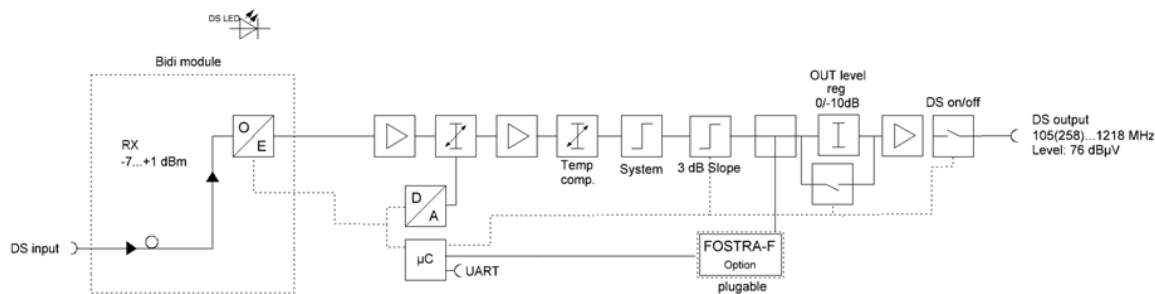 DS LED
Bidi module
OUT level
reg
0/-10dB
DS on/off
O
E
RX
-7...+1 dBm
DS output
105(258)...1218 MHz
Level: 76 dBµV
Temp
comp.
System
3 dB Slope
D
A
DS input
µC
UART
FOSTRA-F
Option
plugable